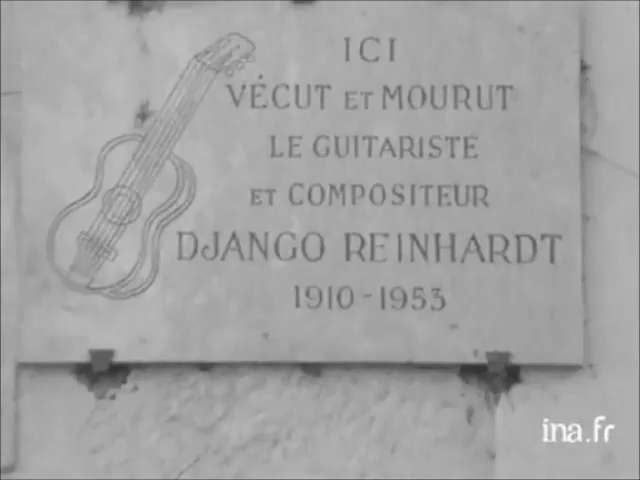 ICI
VÉCUT ET MOURUT
LE GUITARISTE
ET COMPOSITEUR
DJANGO REINHARDT
1910 - 1953
ina.fr